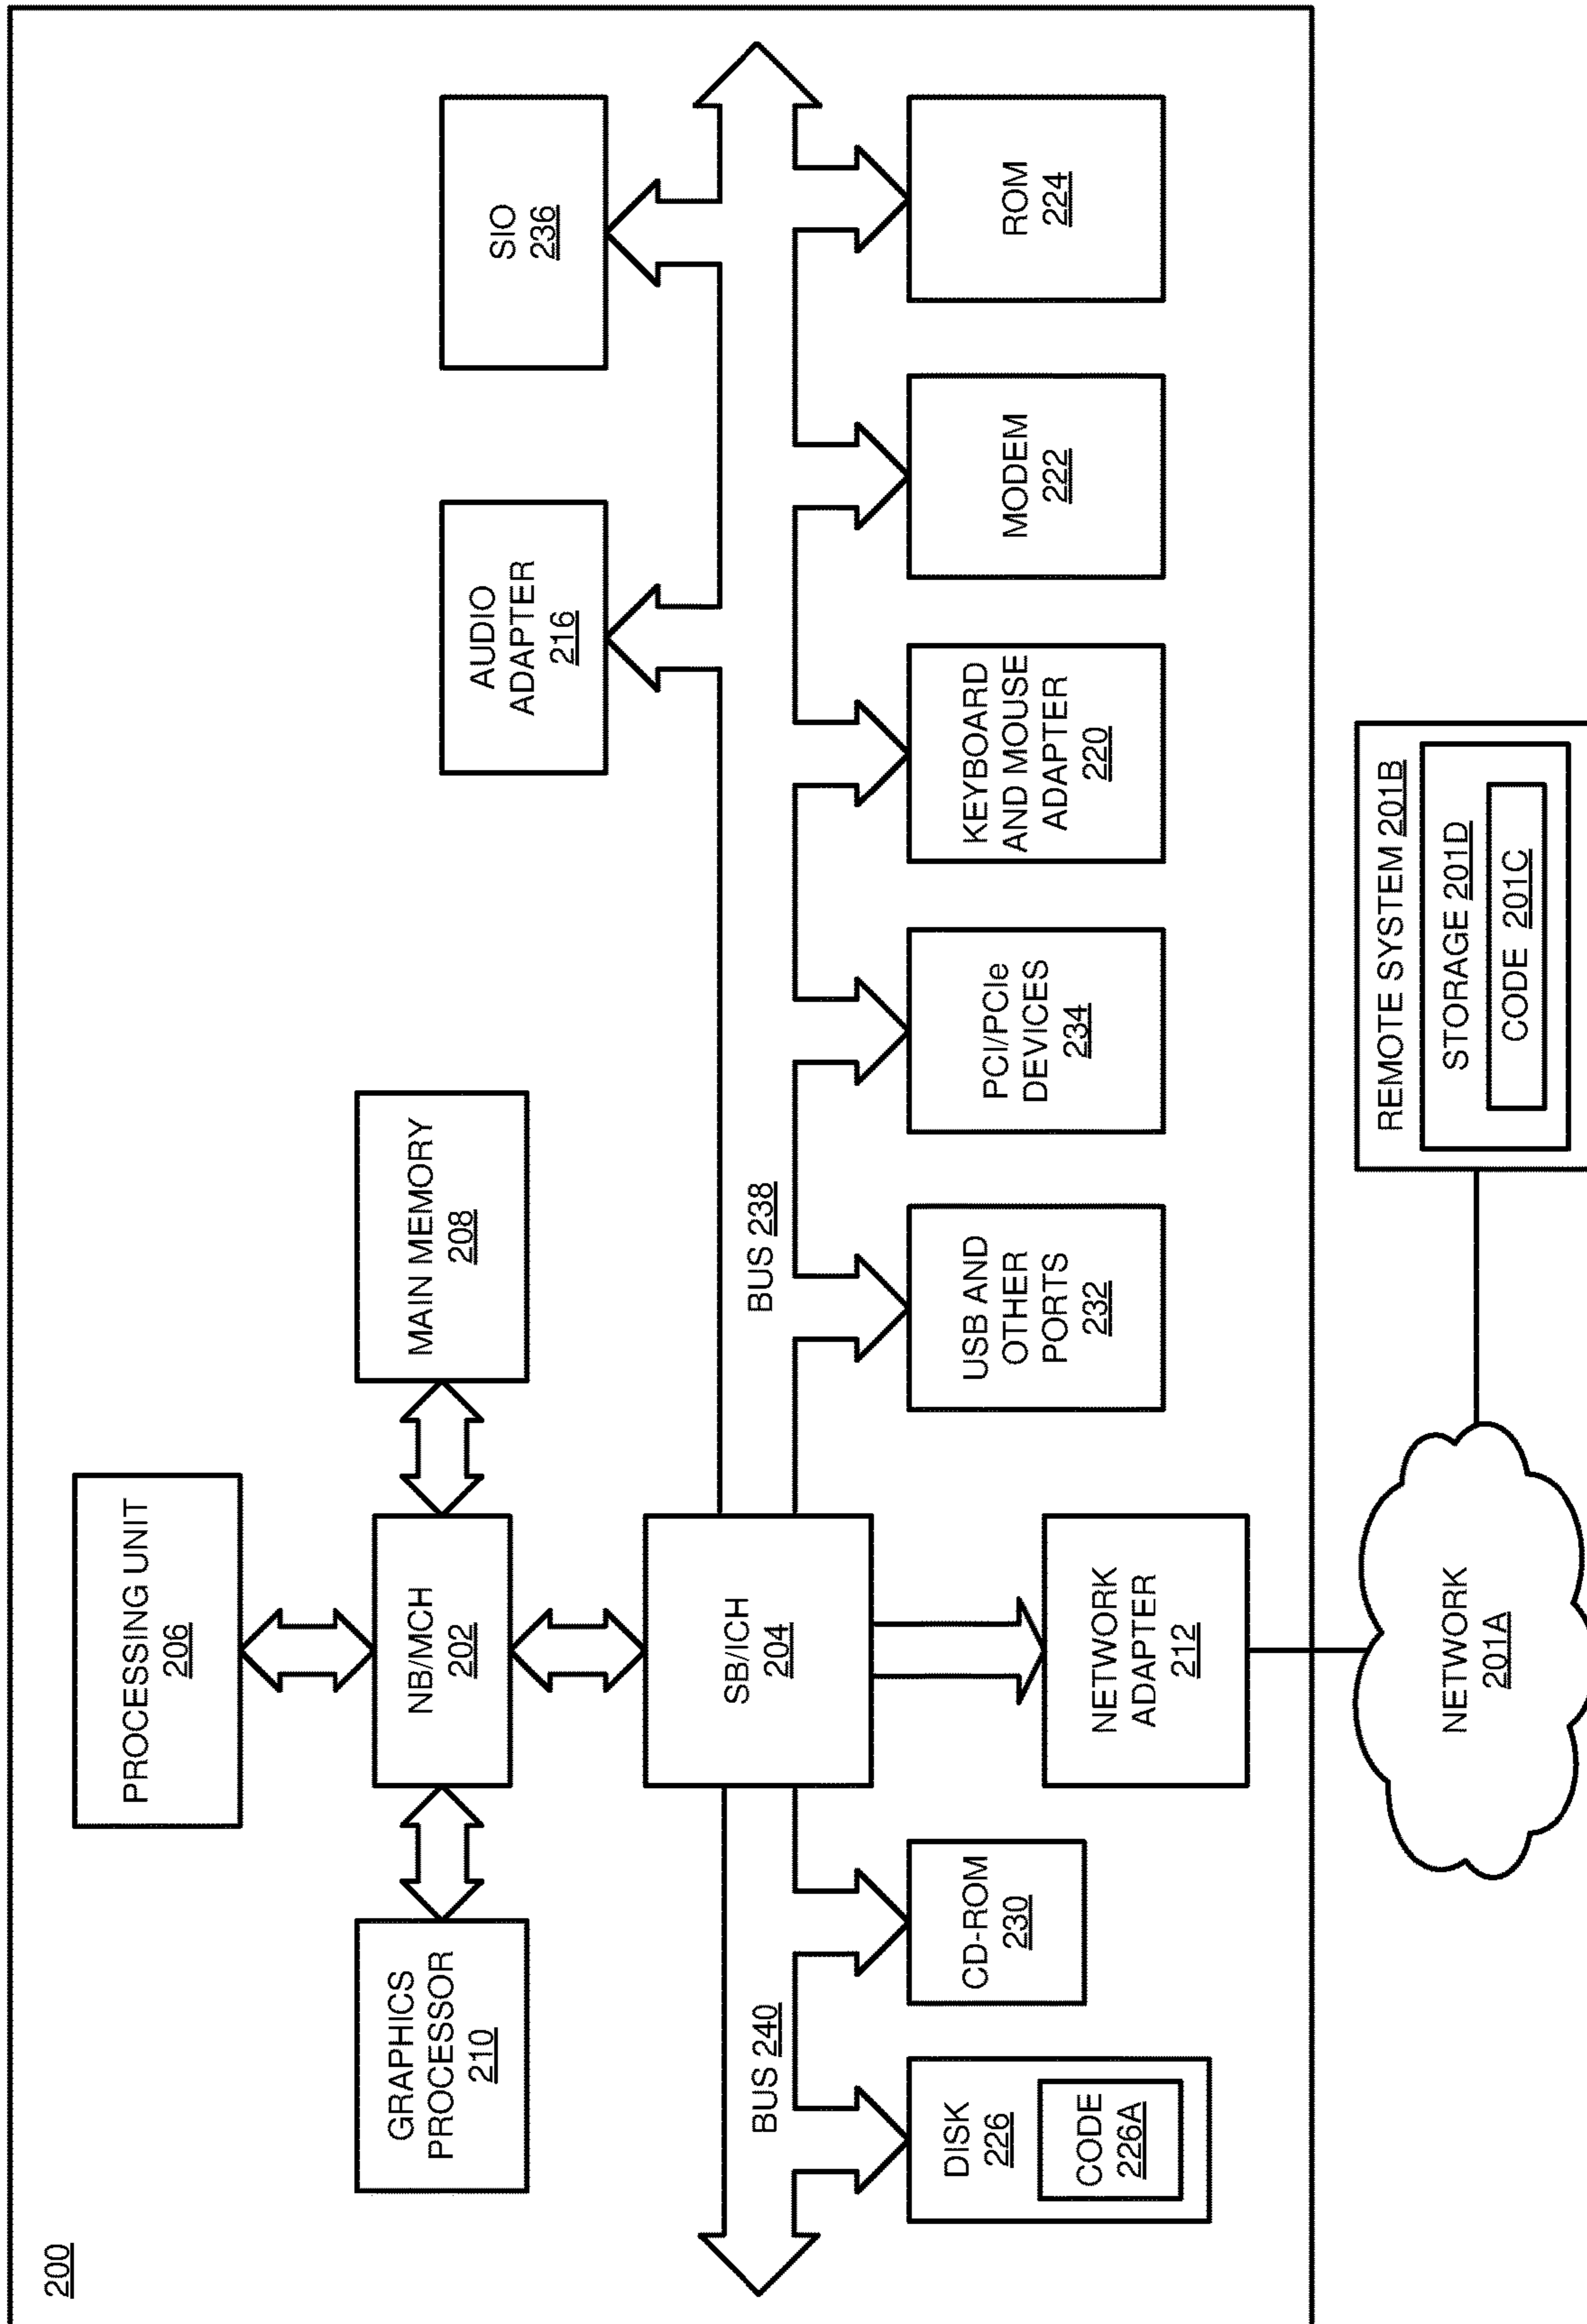 200
PROCESSING UNIT
206
GRAPHICS
PROCESSOR
210
NB/MCH
202
MAIN MEMORY
208
AUDIO
ADAPTER
216
SIO
236
SB/ICH
204
BUS 240
BUS 238
DISK
226
CODE
226A
CD-ROM
230
NETWORK
ADAPTER
212
USB AND
OTHER
PORTS
232
PCI/PCIe
DEVICES
234
KEYBOARD
AND MOUSE
ADAPTER
220
MODEM
222
ROM
224
NETWORK
201A
REMOTE SYSTEM 201B
STORAGE 201D
CODE 201C